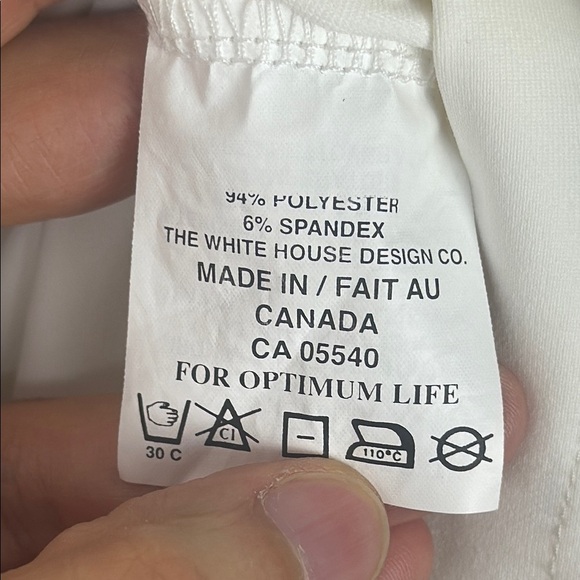 94% POLYESTER
6% SPANDEX
THE WHITE HOUSE DESIGN CO.
MADE IN / FAIT AU
CANADA
CA 05540
FOR OPTIMUM LIFE
Cl
110°C
30 C